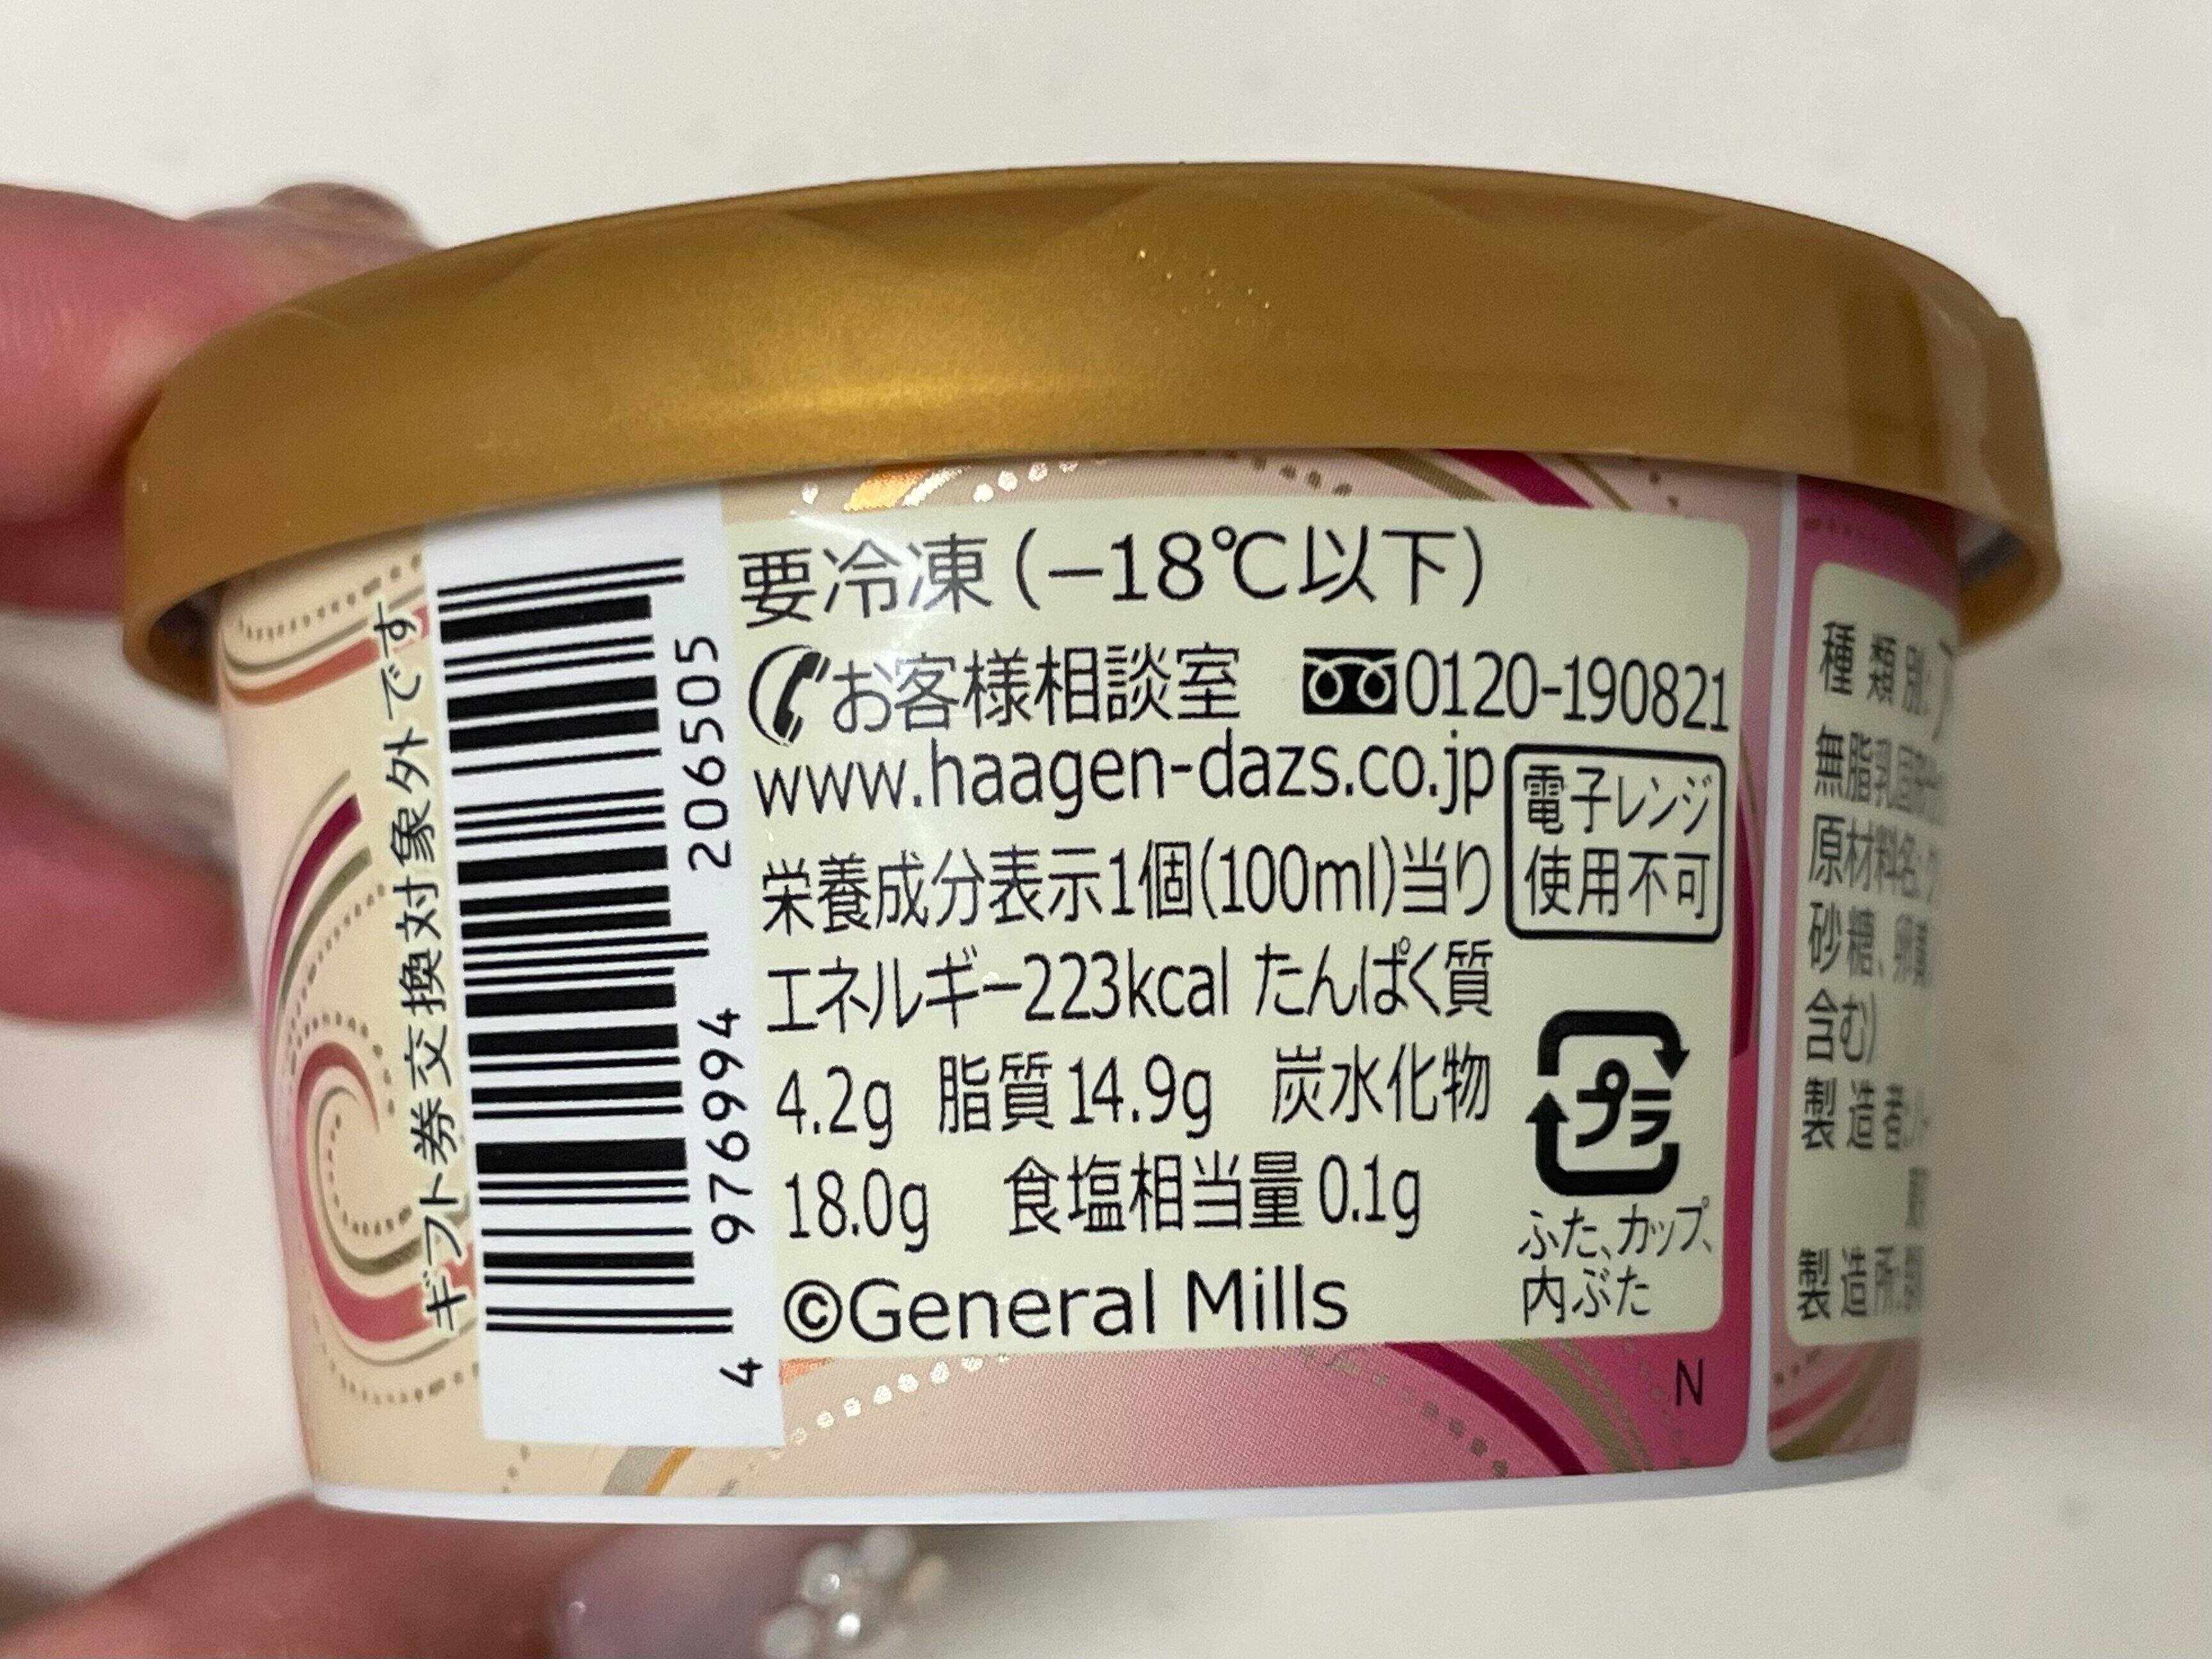 ギフト券交換対象外です
4 976994 206505
要冷凍(−18℃以下)
お客様相談室 0120-190821
www.haagen-dazs.co.jp
電子レンジ
使用不可
栄養成分表示1個(100ml)当り
エネルギー223kcal たんぱく質
4.2g 脂質14.9g 炭水化物
18.0g 食塩相当量0.1g
©General Mills
プラ
ふた、カップ、
内ぶた
N
種類別
無脂乳固
原材料名:
砂糖、
含む)
製造者
製造所